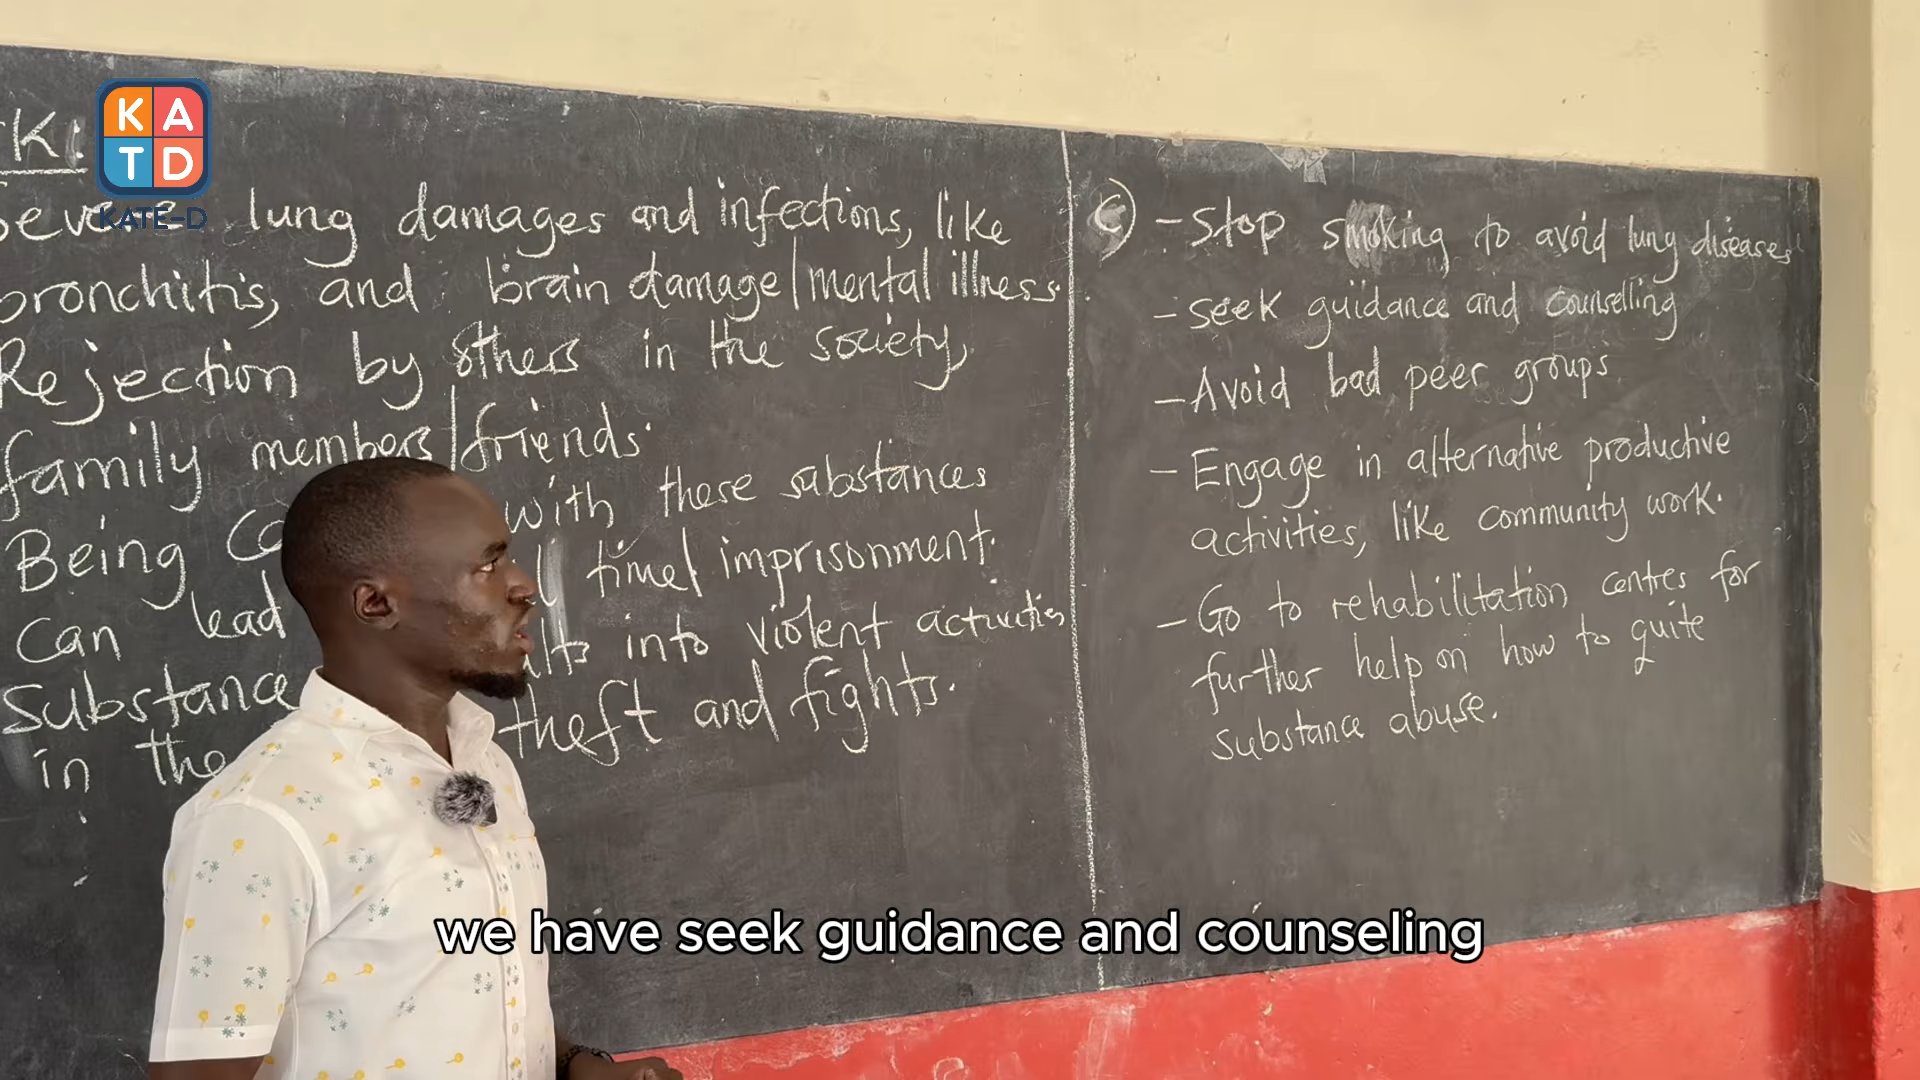 K:
KA
TD
KATE-D
Severe lung damages and infections, like
bronchitis, and brain damage/mental illness.
Rejection by others in the society,
family members/friends.
Being with these substances
can lead time imprisonment.
Substance into violent activities
in the theft and fights.
C) - Stop smoking to avoid lung diseases
- seek guidance and counselling
- Avoid bad peer groups
- Engage in alternative productive
activities, like community work.
- Go to rehabilitation centres for
further help on how to quite
substance abuse.
we have seek guidance and counseling